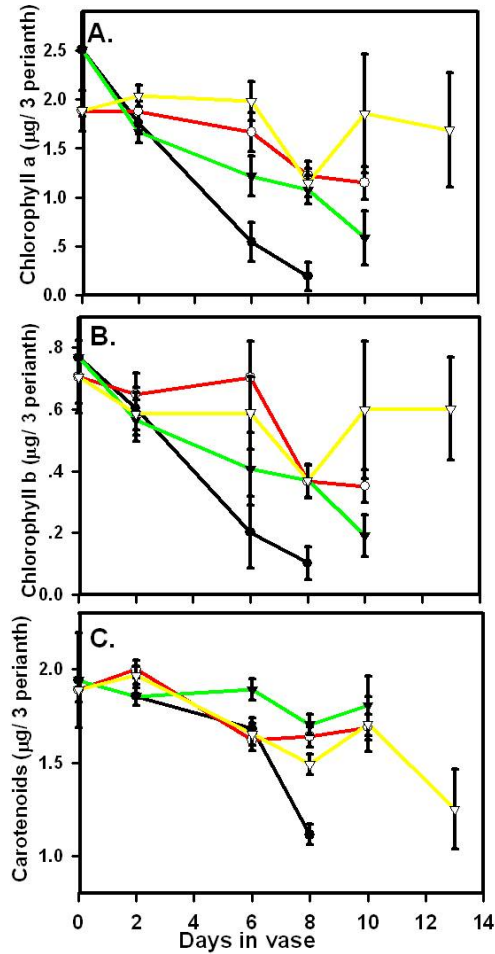 A.
Chlorophyll a (µg/ 3 perianth)
2.5
2.0
1.5
1.0
.5
0.0
B.
Chlorophyll b (µg/ 3 perianth)
.8
.6
.4
.2
0.0
C.
Carotenoids (µg/ 3 perianth)
2.0
1.5
1.0
0 2 4 6 8 10 12 14
Days in vase